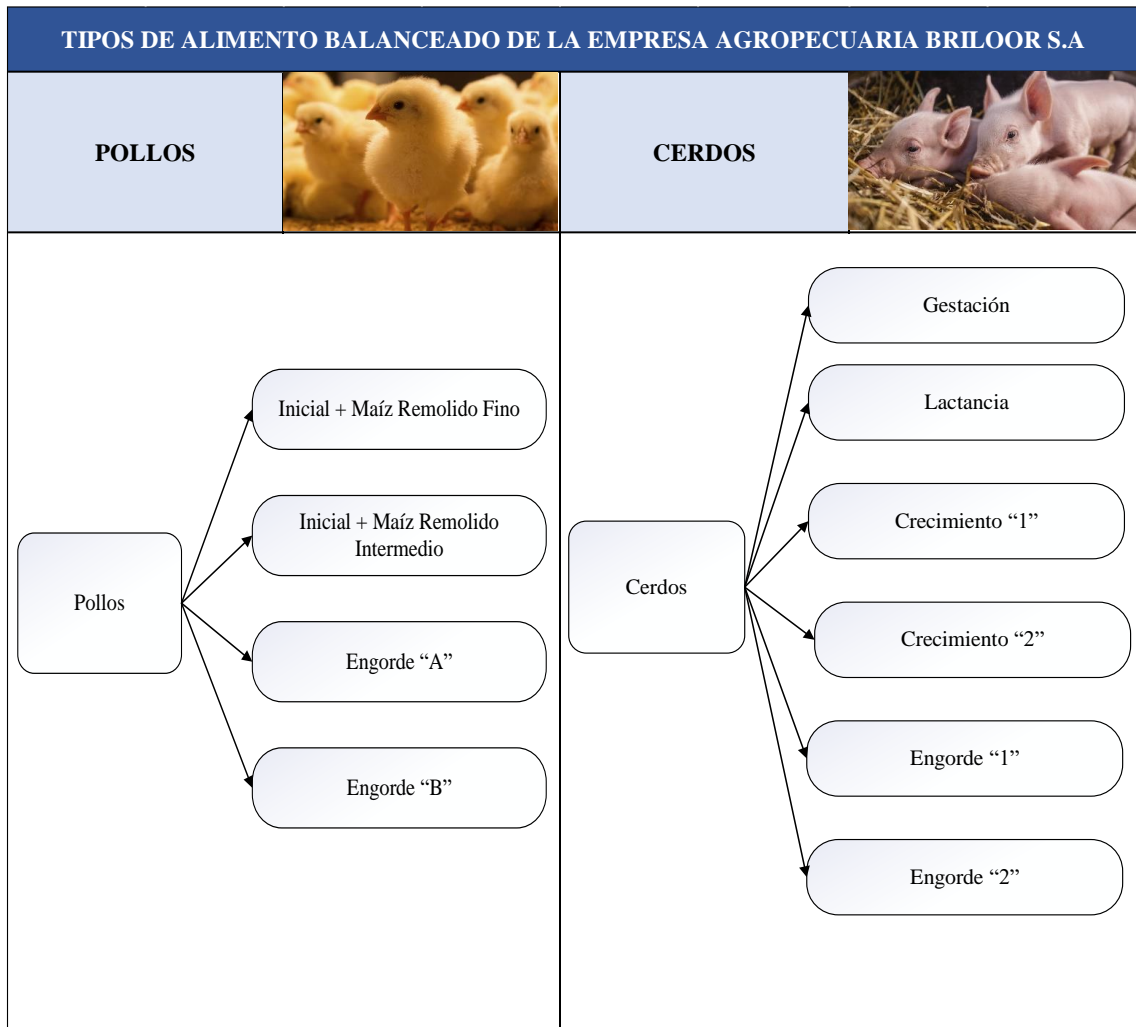 TIPOS DE ALIMENTO BALANCEADO DE LA EMPRESA AGROPECUARIA BRILOOR S.A
POLLOS
CERDOS
Pollos
Inicial + Maíz Remolido Fino
Inicial + Maíz Remolido
Intermedio
Engorde “A”
Engorde “B”
Cerdos
Gestación
Lactancia
Crecimiento “1”
Crecimiento “2”
Engorde “1”
Engorde “2”